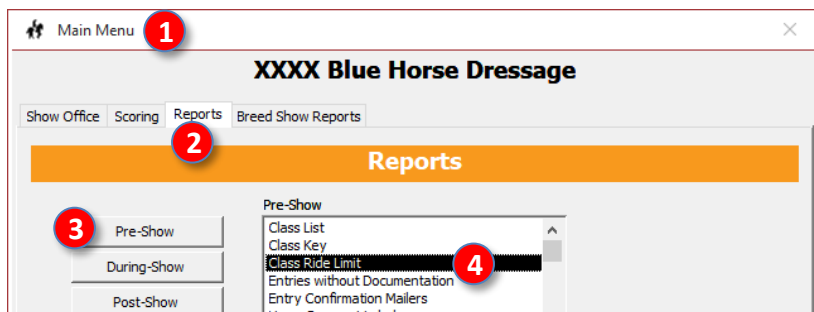 Main Menu 1
XXXX Blue Horse Dressage
Show Office Scoring Reports Breed Show Reports
2
Reports
Pre-Show
3 Pre-Show
Class List
Class Key
During-Show
Class Ride Limit 4
Entries without Documentation
Post-Show
Entry Confirmation Mailers